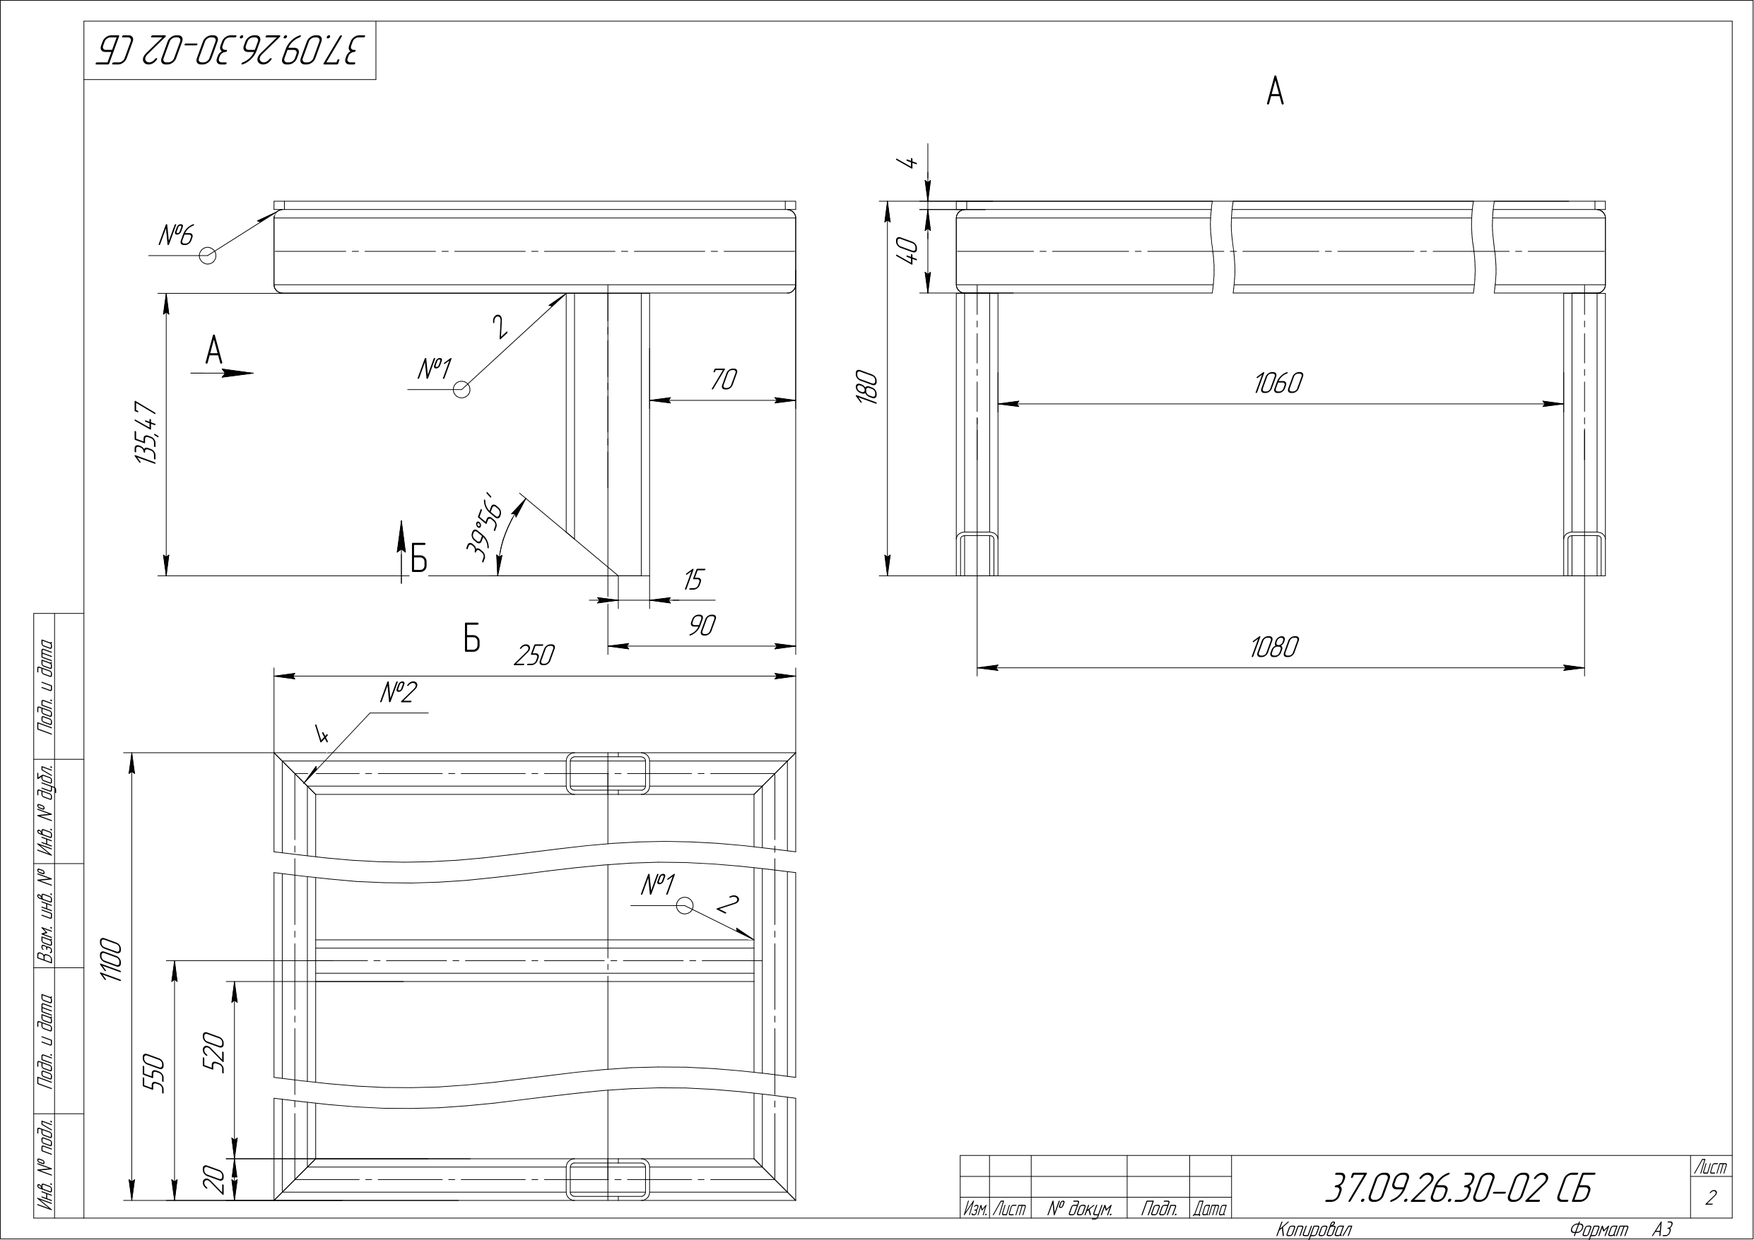 37.09.26.30-02 СБ
А
№6
4
40
А
№1
2
70
135,47
180
1060
39°56'
Б
15
90
Б
250
1080
№2
4
№1
2
1100
550
520
20
Подп. и дата
Инв. № дубл.
Взам. инв. №
Подп. и дата
Инв. № подл.
Изм. Лист № докум. Подп. Дата
37.09.26.30-02 СБ
Лист
2
Копировал Формат А3